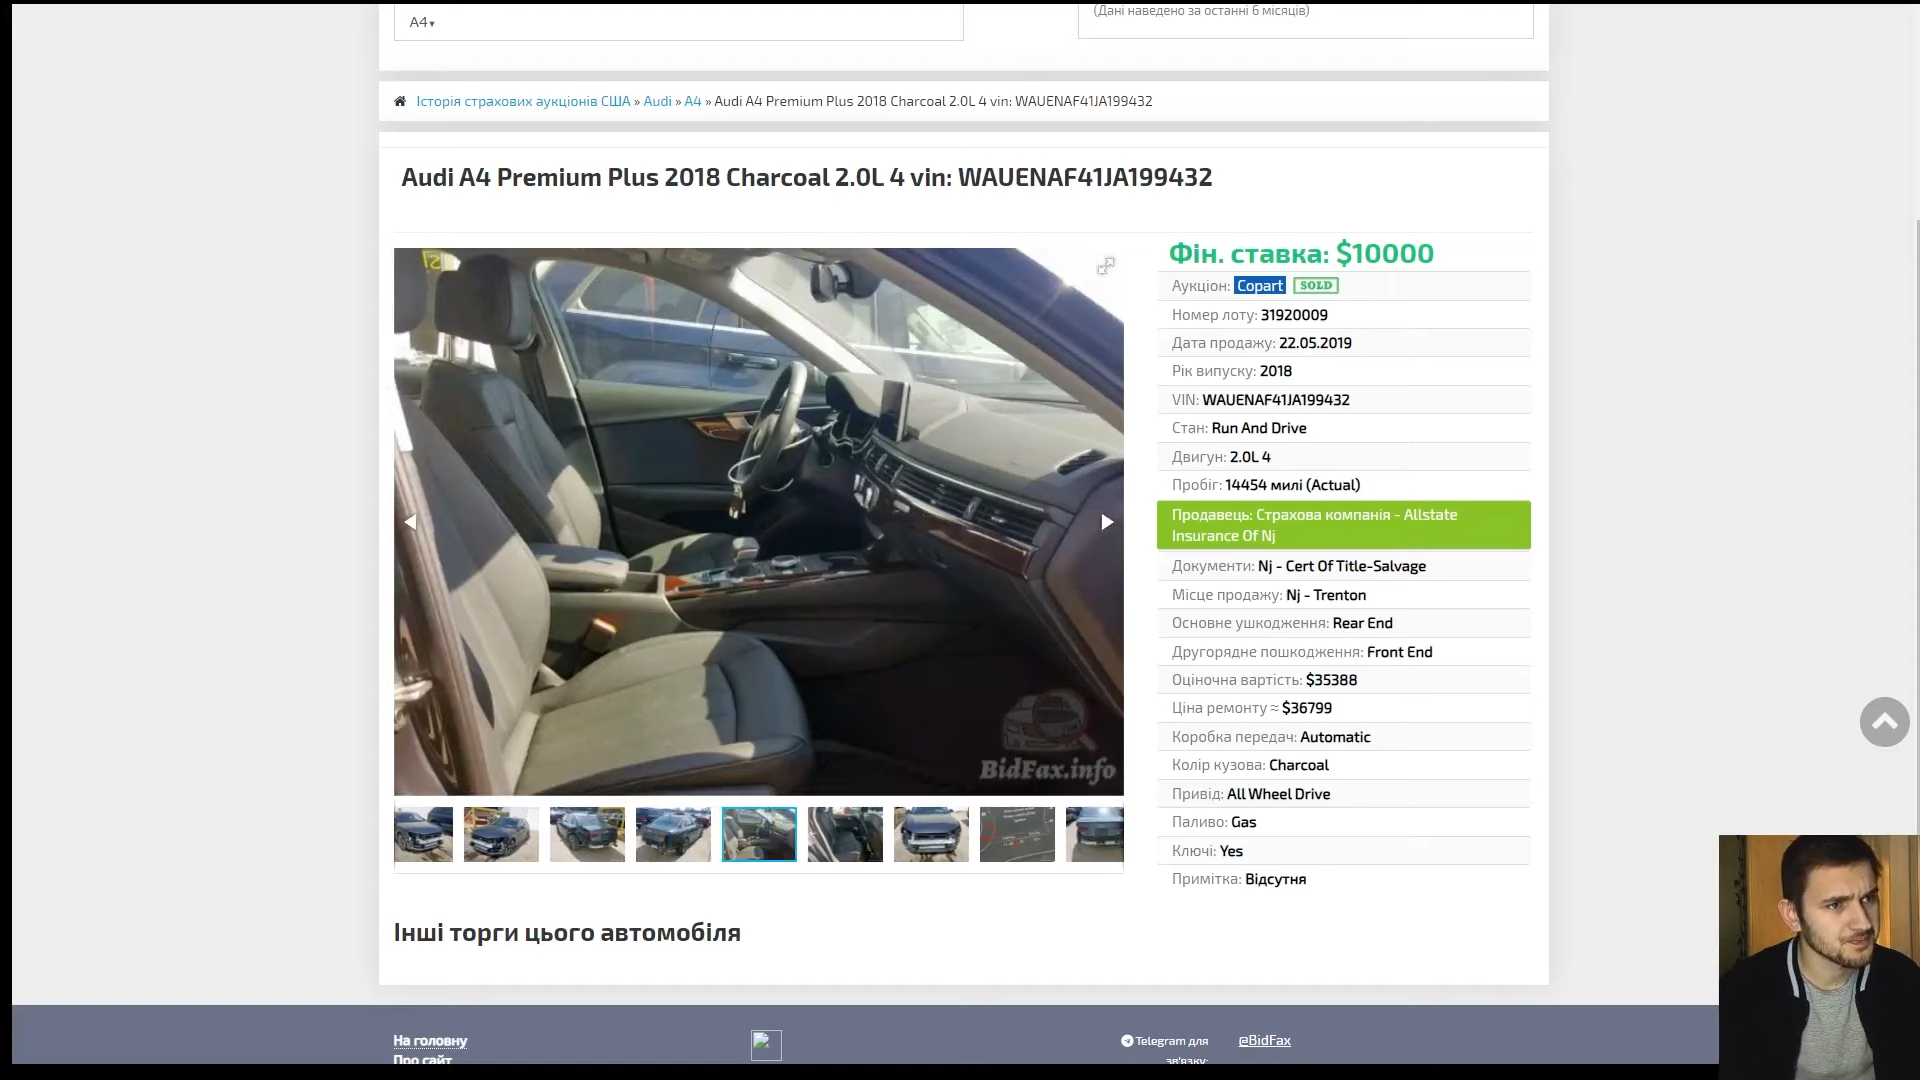 A4▾
(Дані наведено за останні 6 місяців)
Історія страхових аукціонів США » Audi » A4 » Audi A4 Premium Plus 2018 Charcoal 2.0L 4 vin: WAUENAF41JA199432
Audi A4 Premium Plus 2018 Charcoal 2.0L 4 vin: WAUENAF41JA199432
Фін. ставка: $10000
Аукціон: Copart SOLD
Номер лоту: 31920009
Дата продажу: 22.05.2019
Рік випуску: 2018
VIN: WAUENAF41JA199432
Стан: Run And Drive
Двигун: 2.0L 4
Пробіг: 14454 милі (Actual)
Продавець: Страхова компанія - Allstate
Insurance Of Nj
Документи: Nj - Cert Of Title-Salvage
Місце продажу: Nj - Trenton
Основне ушкодження: Rear End
Другорядне пошкодження: Front End
Оціночна вартість: $35388
Ціна ремонту ≈ $36799
Коробка передач: Automatic
Колір кузова: Charcoal
Привід: All Wheel Drive
Паливо: Gas
Ключі: Yes
Примітка: Відсутня
BidFax.info
Інші торги цього автомобіля
На головну
Про сайт
Telegram для
зв'язку:
@BidFax